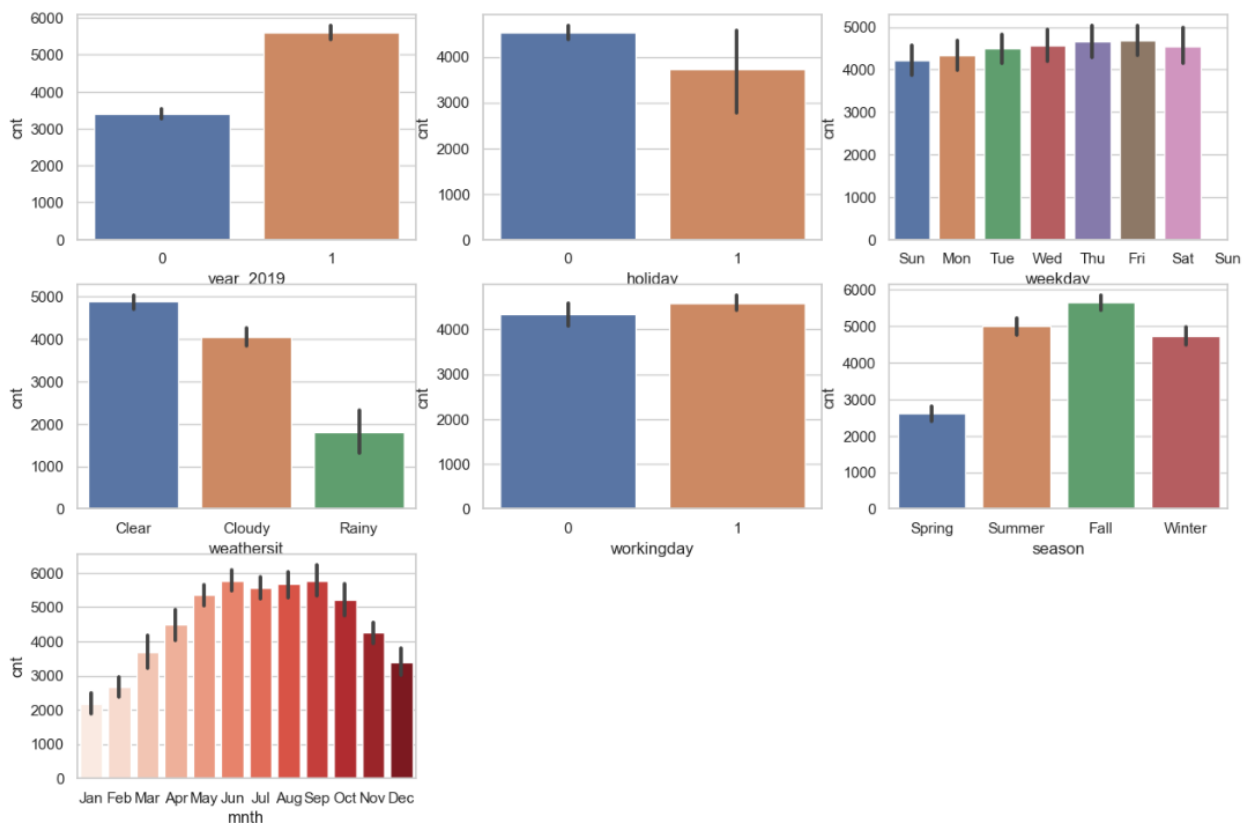 6000
5000
4000
3000
2000
1000
0
cnt
0 1
year_2019
4000
3000
2000
1000
0
cnt
0 1
holiday
5000
4000
3000
2000
1000
0
cnt
Sun Mon Tue Wed Thu Fri Sat Sun
weekday
5000
4000
3000
2000
1000
0
cnt
Clear Cloudy Rainy
weathersit
4000
3000
2000
1000
0
cnt
0 1
workingday
6000
5000
4000
3000
2000
1000
0
cnt
Spring Summer Fall Winter
season
6000
5000
4000
3000
2000
1000
0
cnt
Jan Feb Mar Apr May Jun Jul Aug Sep Oct Nov Dec
mnth